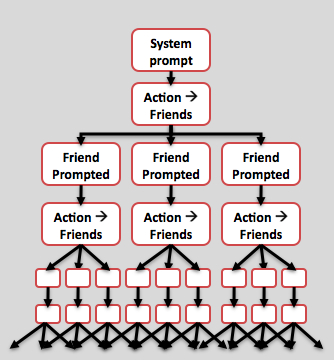 System
prompt
Action →
Friends
Friend
Prompted
Friend
Prompted
Friend
Prompted
Action →
Friends
Action →
Friends
Action →
Friends